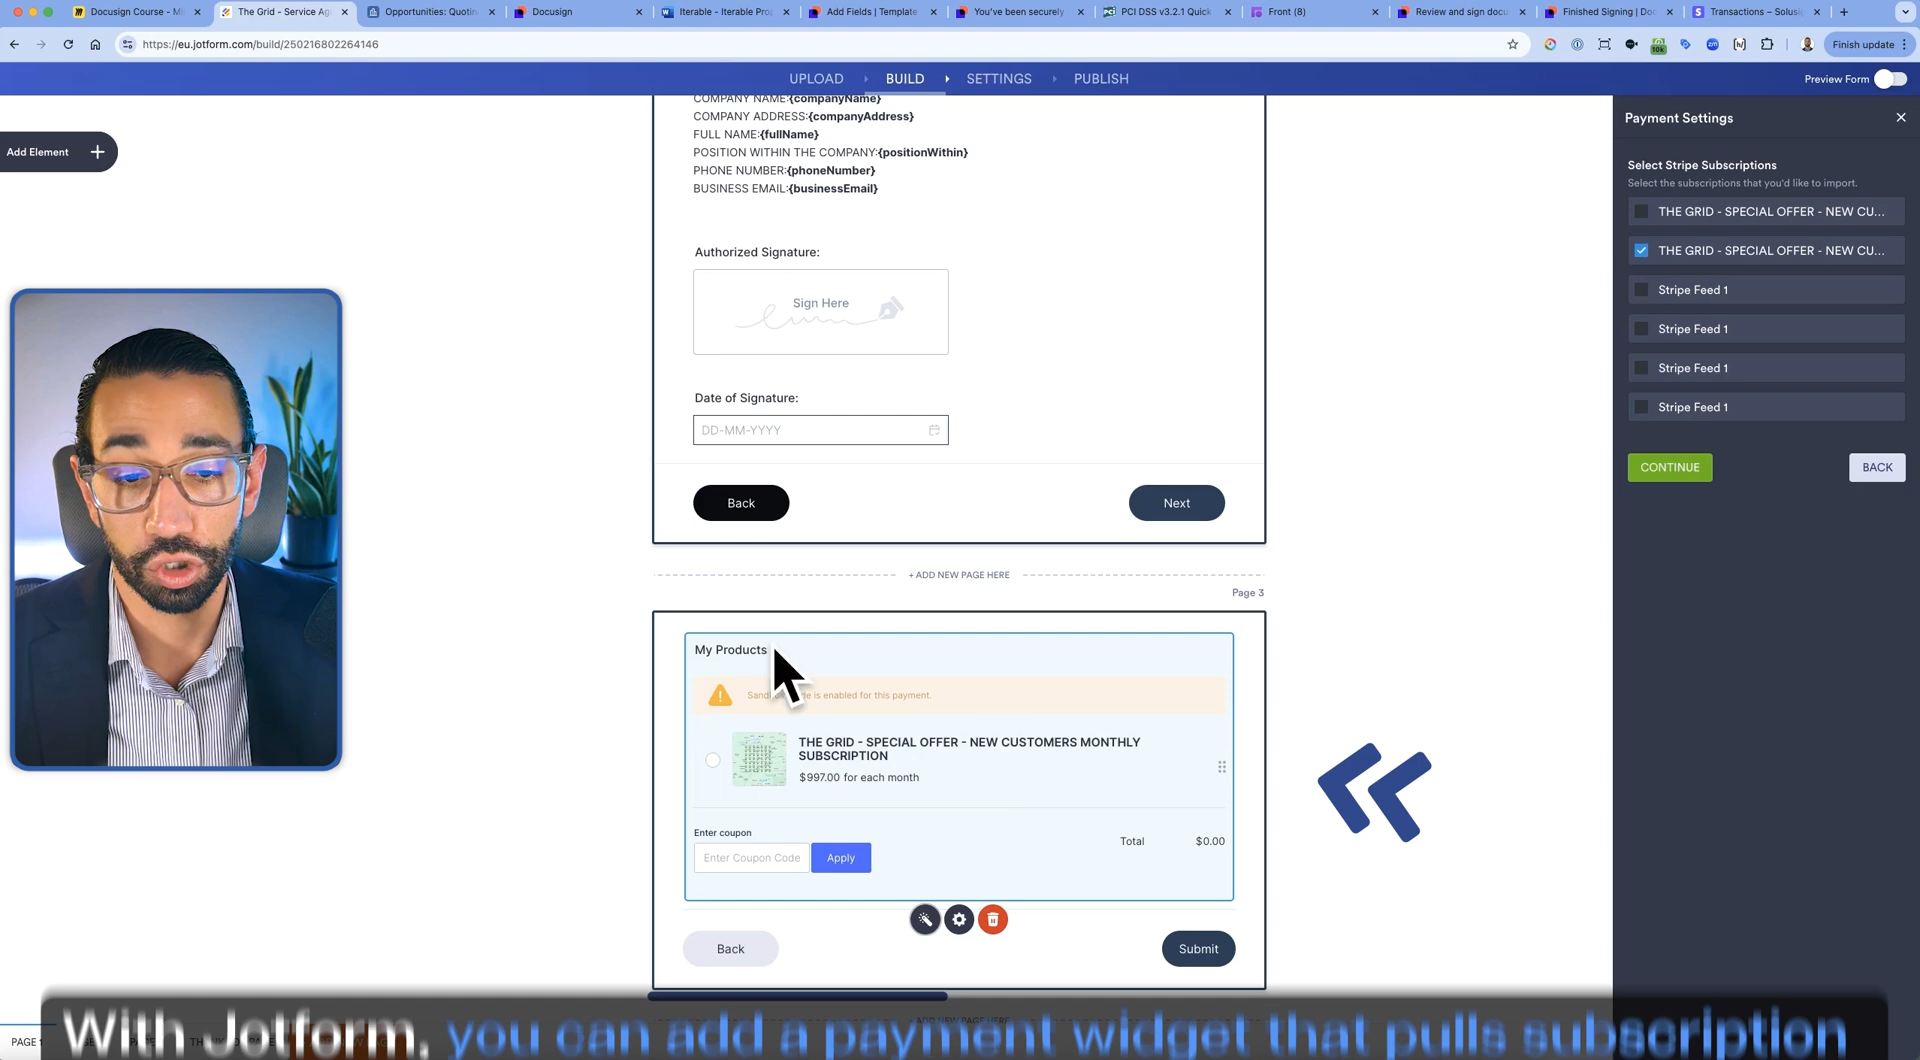 Docusign Course - Mi
The Grid - Service Ag
Opportunities: Quotin
Docusign
Iterable - Iterable Pro
Add Fields | Template
You've been securely
PCI DSS v3.2.1 Quick
Front (8)
Review and sign docu
Finished Signing | Doc
Transactions – Solusi
https://eu.jotform.com/build/250216802264146
10k
Finish update
UPLOAD
BUILD
SETTINGS
PUBLISH
Preview Form
Add Element
COMPANY NAME:{companyName}
COMPANY ADDRESS:{companyAddress}
FULL NAME:{fullName}
POSITION WITHIN THE COMPANY:{positionWithin}
PHONE NUMBER:{phoneNumber}
BUSINESS EMAIL:{businessEmail}
Authorized Signature:
Sign Here
Date of Signature:
DD-MM-YYYY
Back
Next
+ ADD NEW PAGE HERE
Page 3
My Products
is enabled for this payment.
THE GRID - SPECIAL OFFER - NEW CUSTOMERS MONTHLY
SUBSCRIPTION
$997.00 for each month
Enter coupon
Enter Coupon Code
Apply
Total
$0.00
Back
Submit
Payment Settings
Select Stripe Subscriptions
Select the subscriptions that you'd like to import.
THE GRID - SPECIAL OFFER - NEW CU...
THE GRID - SPECIAL OFFER - NEW CU...
Stripe Feed 1
Stripe Feed 1
Stripe Feed 1
Stripe Feed 1
CONTINUE
BACK
With Jotform, you can add a payment widget that pulls subscription
PAGE 1